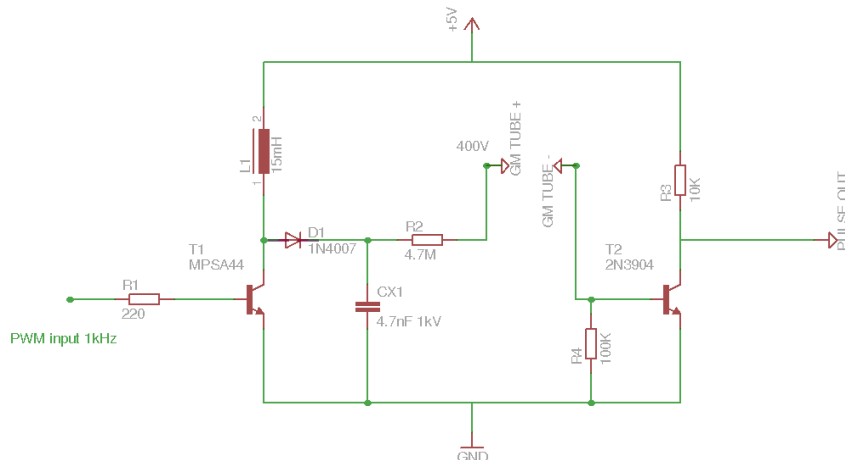 +5V
2
L1
15mH
1
400V
GM TUBE +
GM TUBE -
R3
10K
PULSE OUT
T1
MPSA44
D1
1N4007
R2
4.7M
T2
2N3904
R1
220
CX1
4.7nF 1kV
R4
100K
PWM input 1kHz
GND